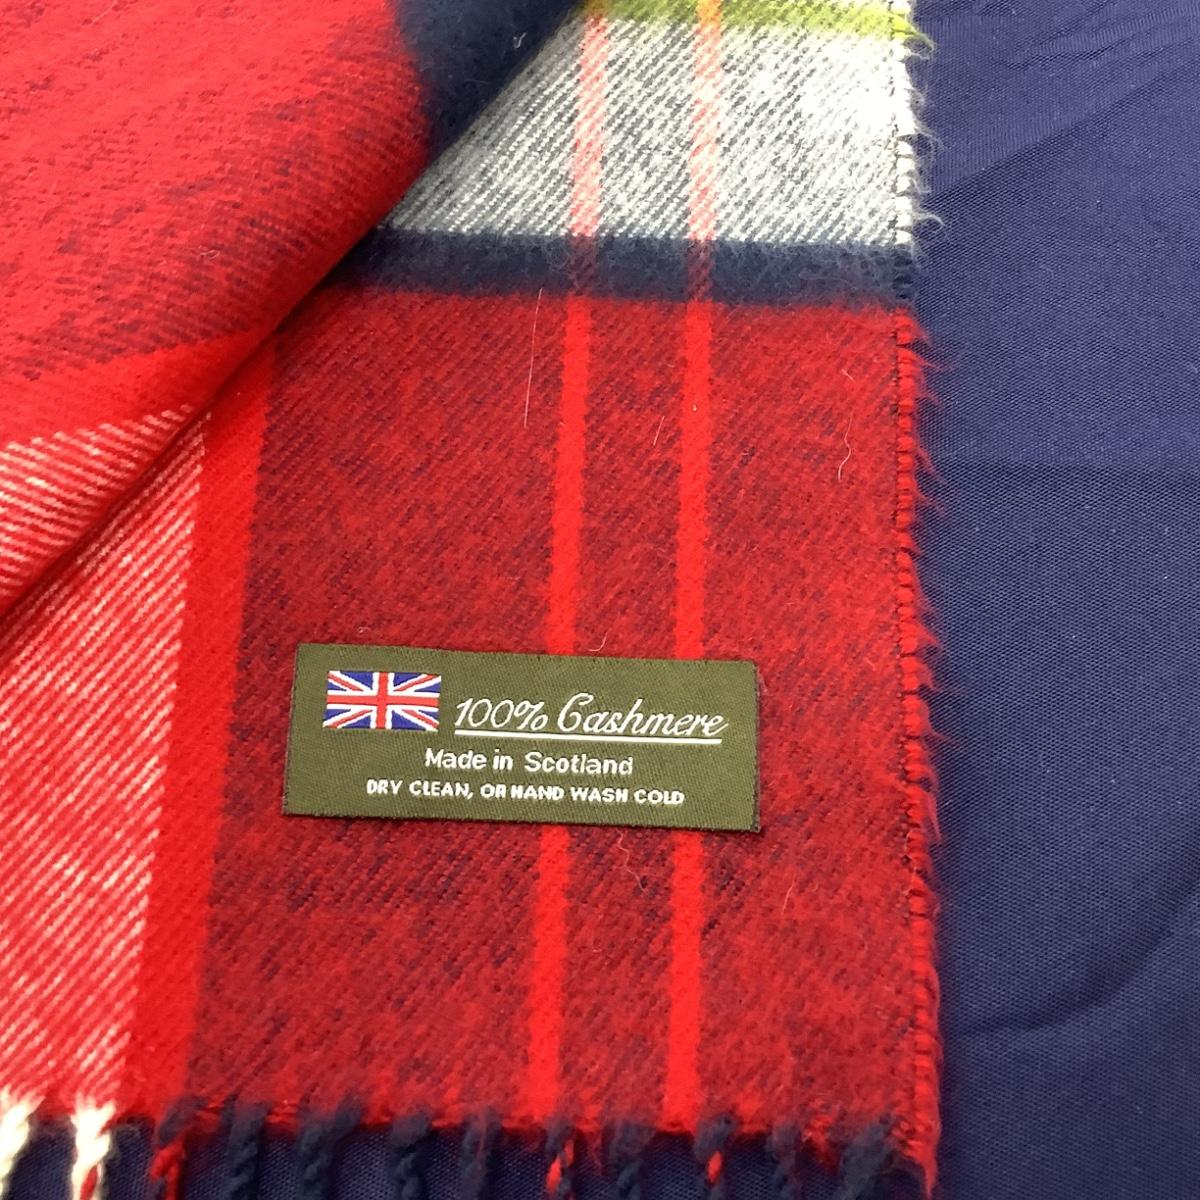 100% Cashmere
Made in Scotland
DRY CLEAN, OR HAND WASH COLD